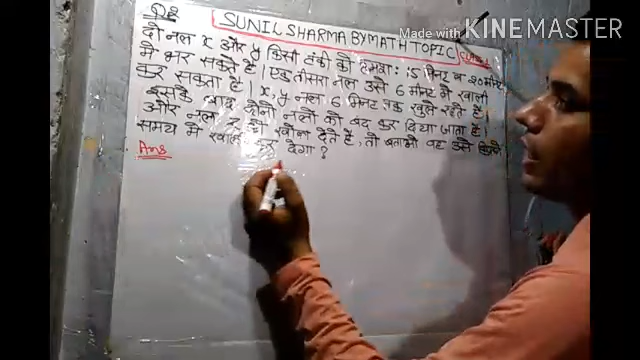 SUNIL SHARMA BY MATH TOPIC
Made with KINEMASTER
दो नल x और y किसी टंकी को क्रमशः 15 मिनट व 20 मिनट
मे भर सकते है । एक तीसरा नल उसे 6 मिनट मे खाली
कर सकता है । x, y नल 6 मिनट तक खुले रहते है
इसके बाद दोनो नलो को बंद कर दिया जाता है ।
और नल z को खोल देते है , तो बताओ वह उसे कितने
समय मे खाली कर देगा ?
Ans